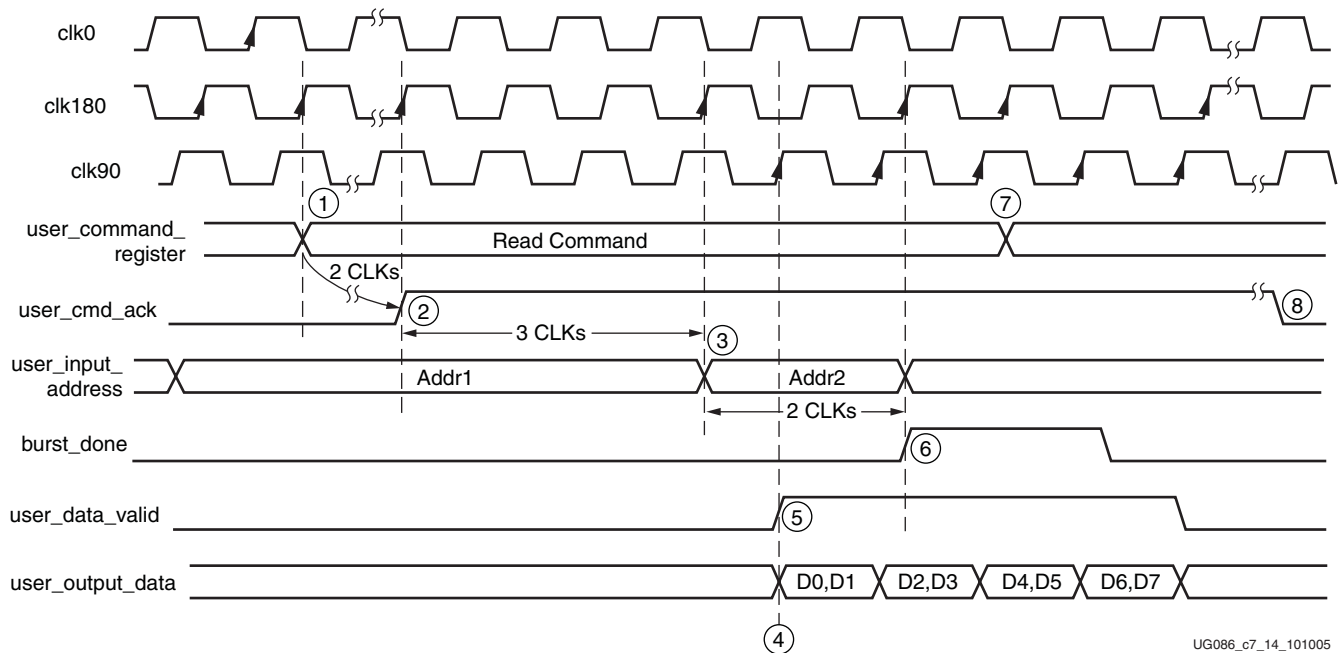 clk0
clk180
clk90
1
7
user_command_
register
Read Command
2 CLKs
user_cmd_ack
2
8
3 CLKs
3
user_input_
address
Addr1
Addr2
2 CLKs
burst_done
6
user_data_valid
5
user_output_data
D0,D1
D2,D3
D4,D5
D6,D7
4
UG086_c7_14_101005